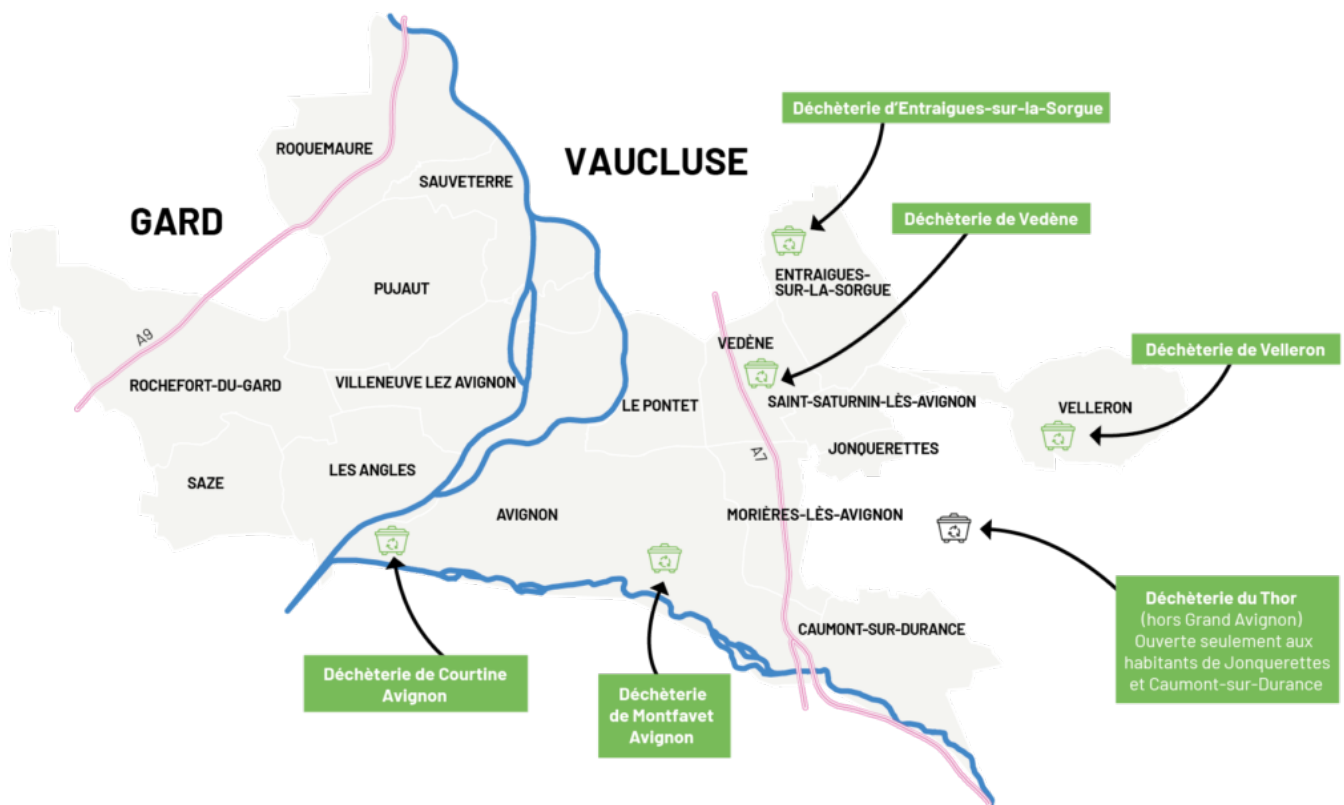 Déchèterie d'Entraigues-sur-la-Sorgue
ROQUEMAURE
VAUCLUSE
SAUVETERRE
GARD
Déchèterie de Vedène
ENTRAIGUES-
SUR-LA-SORGUE
PUJAUT
A9
VEDÈNE
Déchèterie de Velleron
ROCHEFORT-DU-GARD
VILLENEUVE LEZ AVIGNON
LE PONTET
SAINT-SATURNIN-LÈS-AVIGNON
VELLERON
JONQUERETTES
A7
LES ANGLES
SAZE
AVIGNON
MORIÈRES-LÈS-AVIGNON
Déchèterie du Thor
(hors Grand Avignon)
Ouverte seulement aux
habitants de Jonquerettes
et Caumont-sur-Durance
CAUMONT-SUR-DURANCE
Déchèterie de Courtine
Avignon
Déchèterie
de Montfavet
Avignon